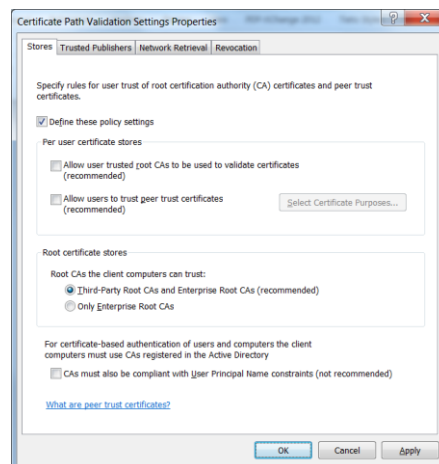 Certificate Path Validation Settings Properties
Stores
Trusted Publishers
Network Retrieval
Revocation
Specify rules for user trust of root certification authority (CA) certificates and peer trust
certificates.
Define these policy settings
Per user certificate stores
Allow user trusted root CAs to be used to validate certificates
(recommended)
Allow users to trust peer trust certificates
(recommended)
Select Certificate Purposes...
Root certificate stores
Root CAs the client computers can trust:
Third-Party Root CAs and Enterprise Root CAs (recommended)
Only Enterprise Root CAs
For certificate-based authentication of users and computers the client
computers must use CAs registered in the Active Directory
CAs must also be compliant with User Principal Name constraints (not recommended)
What are peer trust certificates?
OK
Cancel
Apply